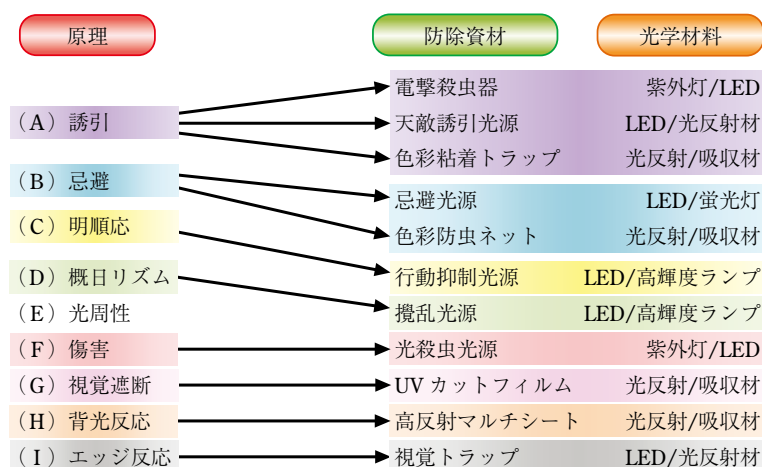 原理 防除資材 光学材料
電撃殺虫器 紫外灯/LED
（A）誘引 天敵誘引光源 LED/光反射材
色彩粘着トラップ 光反射/吸収材
（B）忌避 忌避光源 LED/蛍光灯
（C）明順応 色彩防虫ネット 光反射/吸収材
（D）概日リズム 行動抑制光源 LED/高輝度ランプ
（E）光周性 攪乱光源 LED/高輝度ランプ
（F）傷害 光殺虫光源 紫外灯/LED
（G）視覚遮断 UVカットフィルム 光反射/吸収材
（H）背光反応 高反射マルチシート 光反射/吸収材
（I）エッジ反応 視覚トラップ LED/光反射材